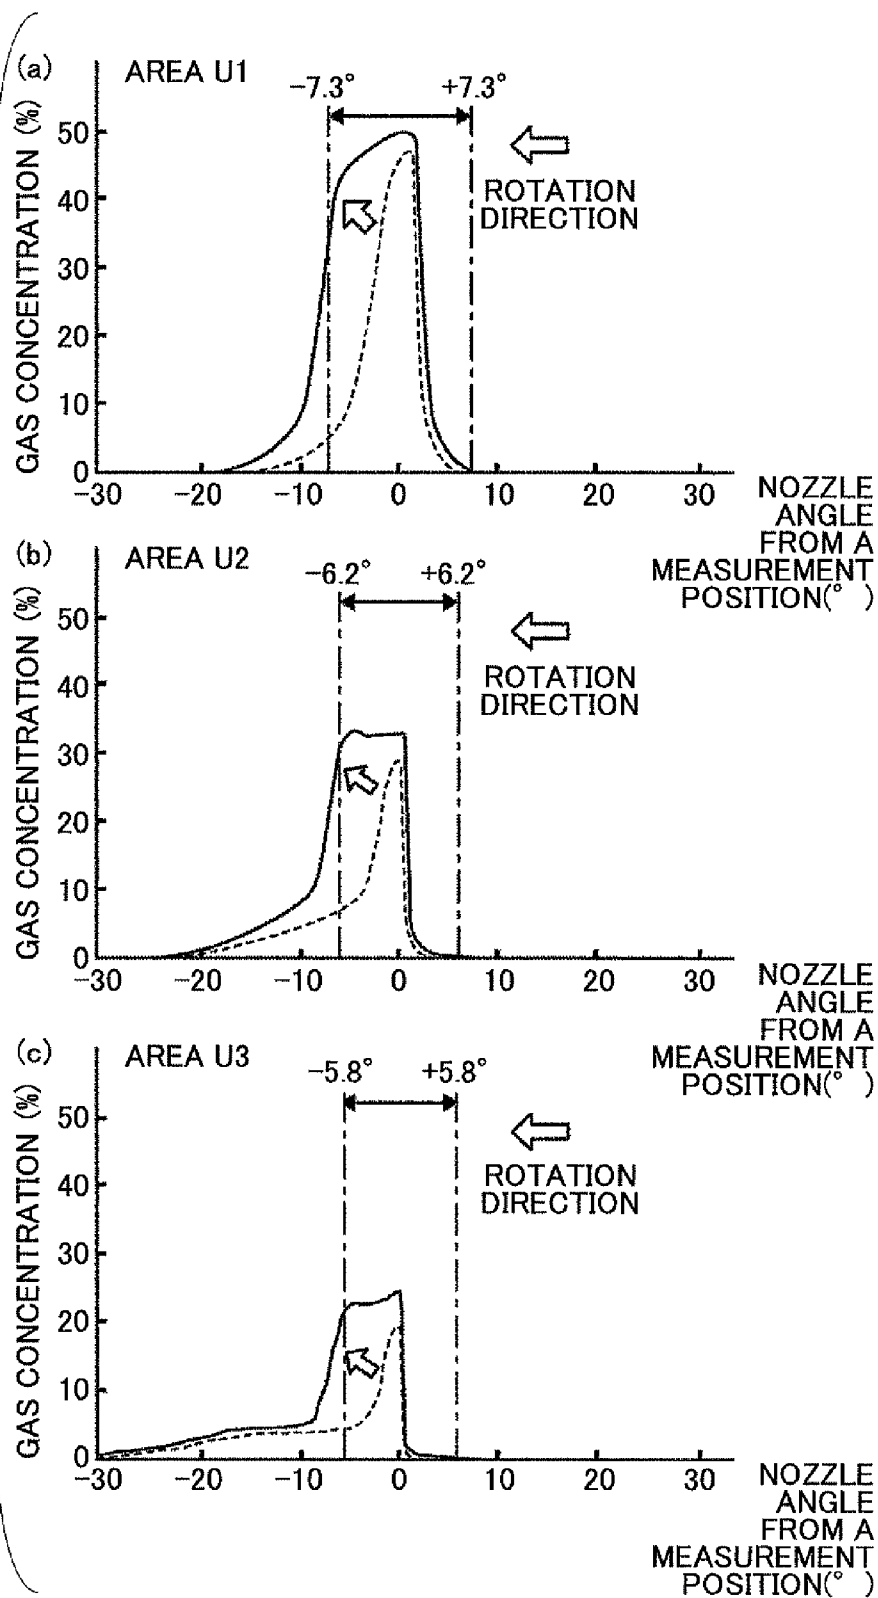 (a) AREA U1
−7.3° +7.3°
GAS CONCENTRATION (%)
50
40
30
20
10
0
ROTATION
DIRECTION
−30 −20 −10 0 10 20 30
NOZZLE
ANGLE
FROM A
MEASUREMENT
POSITION(° )
(b) AREA U2
−6.2° +6.2°
GAS CONCENTRATION (%)
50
40
30
20
10
0
ROTATION
DIRECTION
−30 −20 −10 0 10 20 30
NOZZLE
ANGLE
FROM A
MEASUREMENT
POSITION(° )
(c) AREA U3
−5.8° +5.8°
GAS CONCENTRATION (%)
50
40
30
20
10
0
ROTATION
DIRECTION
−30 −20 −10 0 10 20 30
NOZZLE
ANGLE
FROM A
MEASUREMENT
POSITION(° )